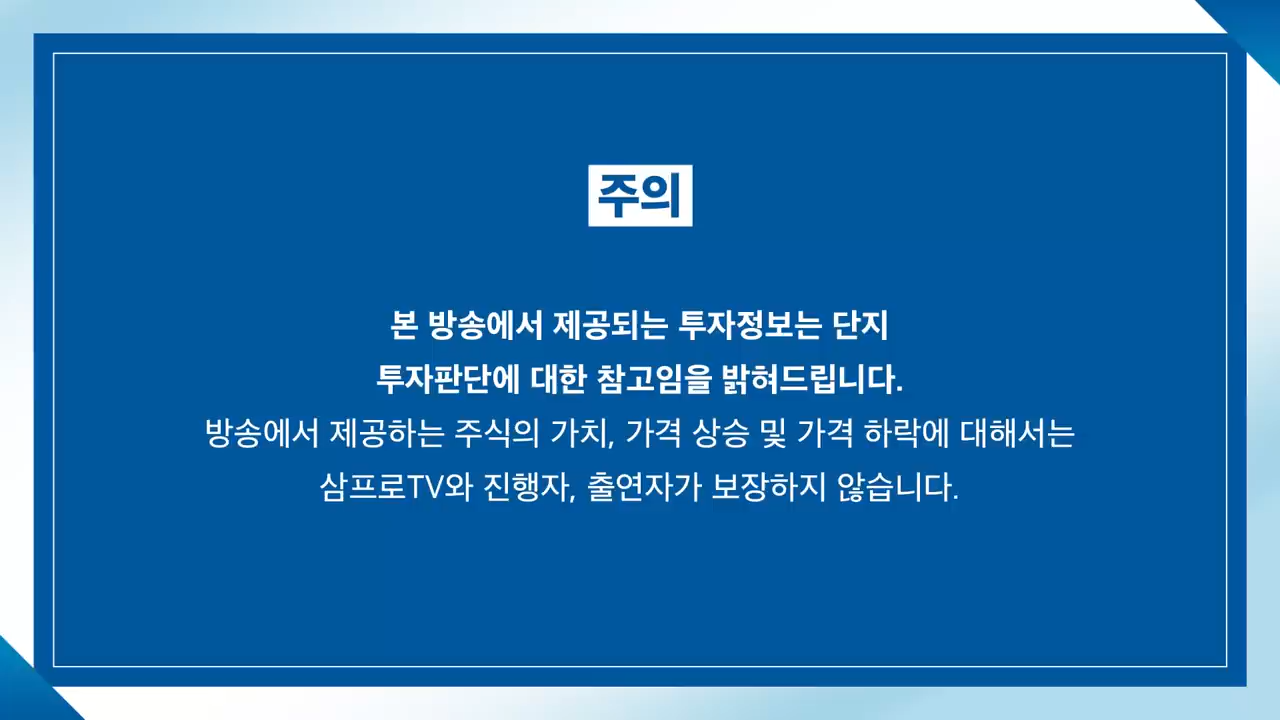 주의
본 방송에서 제공되는 투자정보는 단지
투자판단에 대한 참고임을 밝혀드립니다.
방송에서 제공하는 주식의 가치, 가격 상승 및 가격 하락에 대해서는
삼프로TV와 진행자, 출연자가 보장하지 않습니다.